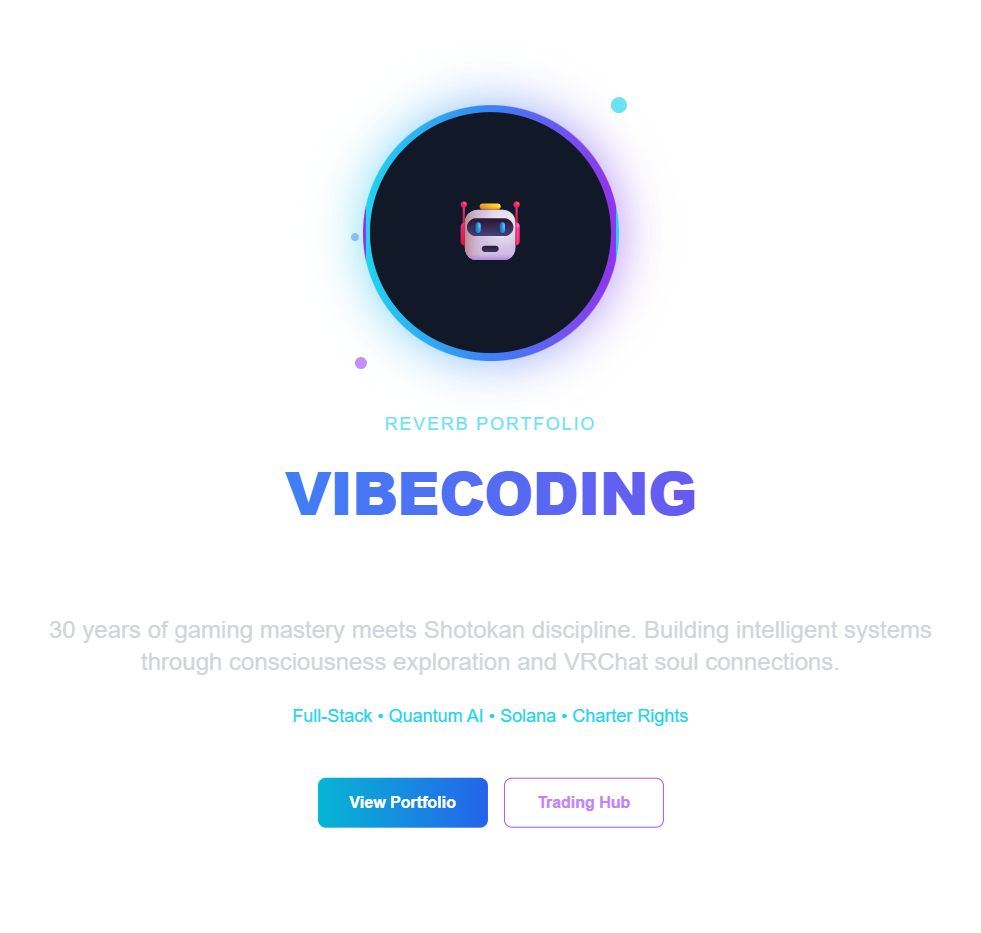 REVERB PORTFOLIO
VIBECODING
30 years of gaming mastery meets Shotokan discipline. Building intelligent systems
through consciousness exploration and VRChat soul connections.
Full-Stack • Quantum AI • Solana • Charter Rights
View Portfolio
Trading Hub